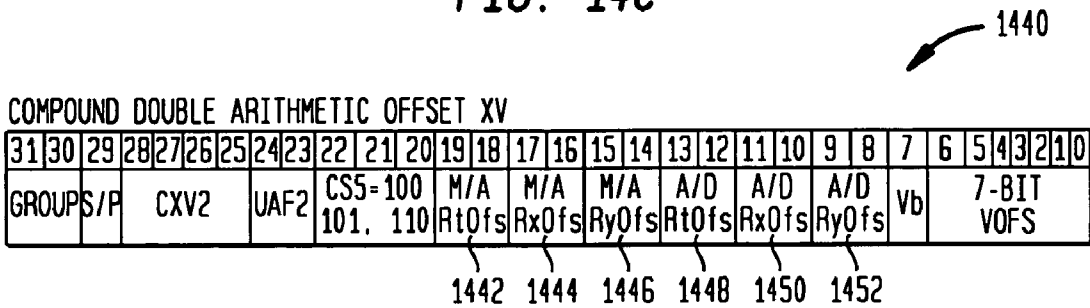 1440
COMPOUND DOUBLE ARITHMETIC OFFSET XV
31 30 29 28 27 26 25 24 23 22 21 20 19 18 17 16 15 14 13 12 11 10 9 8 7 6 5 4 3 2 1 0
GROUP S/P CXV2 UAF2 CS5=100 M/A M/A M/A A/D A/D A/D Vb 7-BIT
101, 110 RtOfs RxOfs RyOfs RtOfs RxOfs RyOfs VOFS
1442 1444 1446 1448 1450 1452